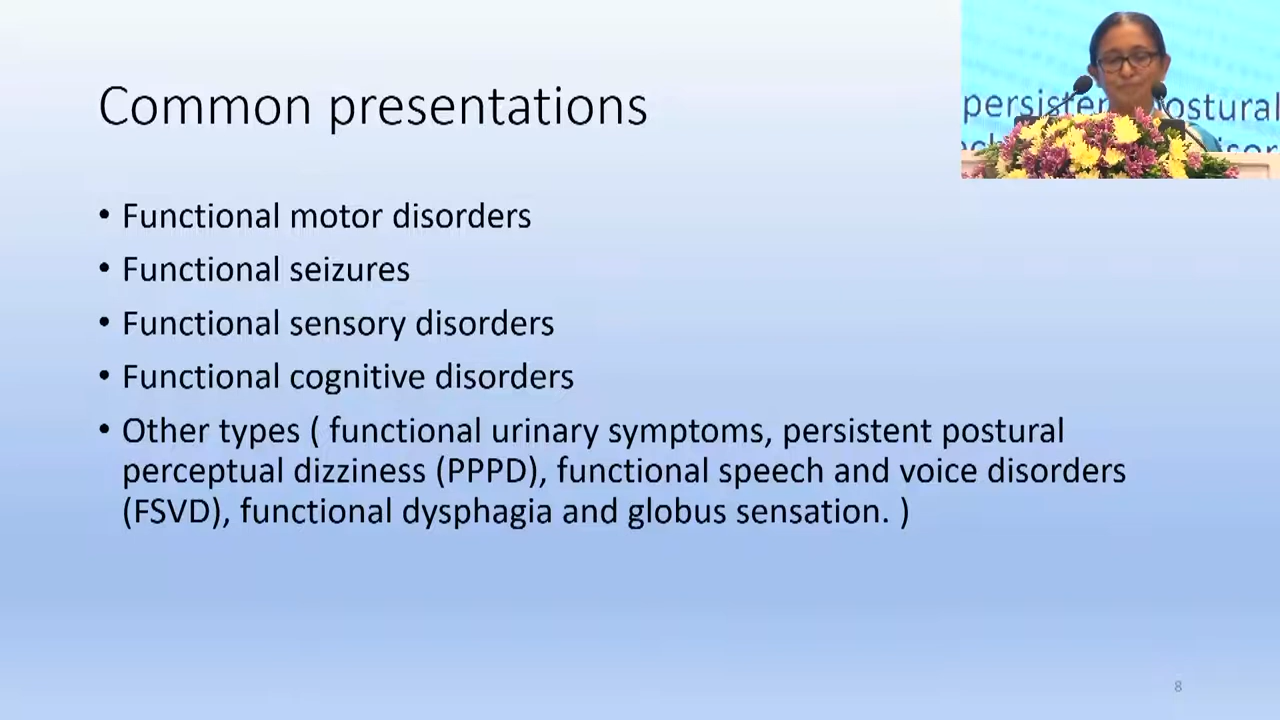 Common presentations
• Functional motor disorders
• Functional seizures
• Functional sensory disorders
• Functional cognitive disorders
• Other types ( functional urinary symptoms, persistent postural
perceptual dizziness (PPPD), functional speech and voice disorders
(FSVD), functional dysphagia and globus sensation. )
8